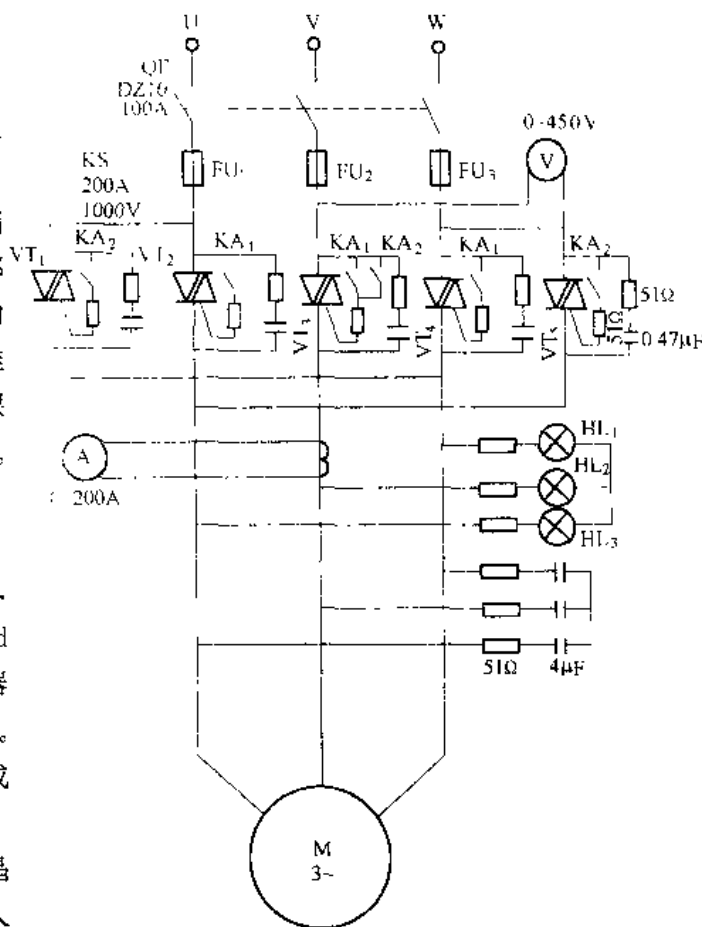 U V W
QF
DZ10
100A
0~450V
V
FU₁ FU₂ FU₃
KS
200A
1000V
VT₁ KA₂ VT₂ KA₁ KA₁ KA₂ KA₁ KA₂
VT₃ VT₄ VT₅
51Ω
51Ω
0.47μF
A
200A
HL₁
HL₂
HL₃
51Ω 4μF
M
3~